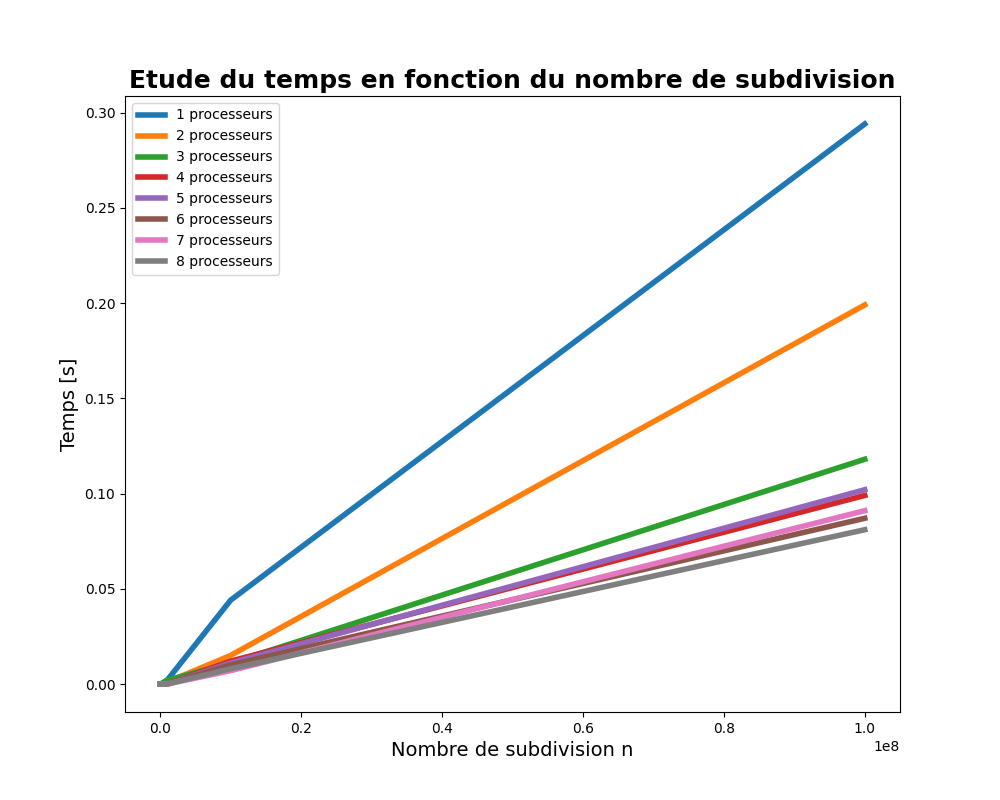 Etude du temps en fonction du nombre de subdivision
1 processeurs
2 processeurs
3 processeurs
4 processeurs
5 processeurs
6 processeurs
7 processeurs
8 processeurs
0.30
0.25
0.20
0.15
0.10
0.05
0.00
Temps [s]
0.0 0.2 0.4 0.6 0.8 1.0
1e8
Nombre de subdivision n